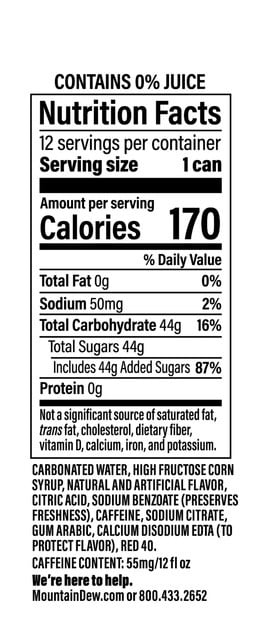 CONTAINS 0% JUICE
Nutrition Facts
12 servings per container
Serving size 1 can
Amount per serving
Calories 170
% Daily Value
Total Fat 0g 0%
Sodium 50mg 2%
Total Carbohydrate 44g 16%
Total Sugars 44g
Includes 44g Added Sugars 87%
Protein 0g
Not a significant source of saturated fat,
trans fat, cholesterol, dietary fiber,
vitamin D, calcium, iron, and potassium.
CARBONATED WATER, HIGH FRUCTOSE CORN
SYRUP, NATURAL AND ARTIFICIAL FLAVOR,
CITRIC ACID, SODIUM BENZOATE (PRESERVES
FRESHNESS), CAFFEINE, SODIUM CITRATE,
GUM ARABIC, CALCIUM DISODIUM EDTA (TO
PROTECT FLAVOR), RED 40.
CAFFEINE CONTENT: 55mg/12 fl oz
We're here to help.
MountainDew.com or 800.433.2652